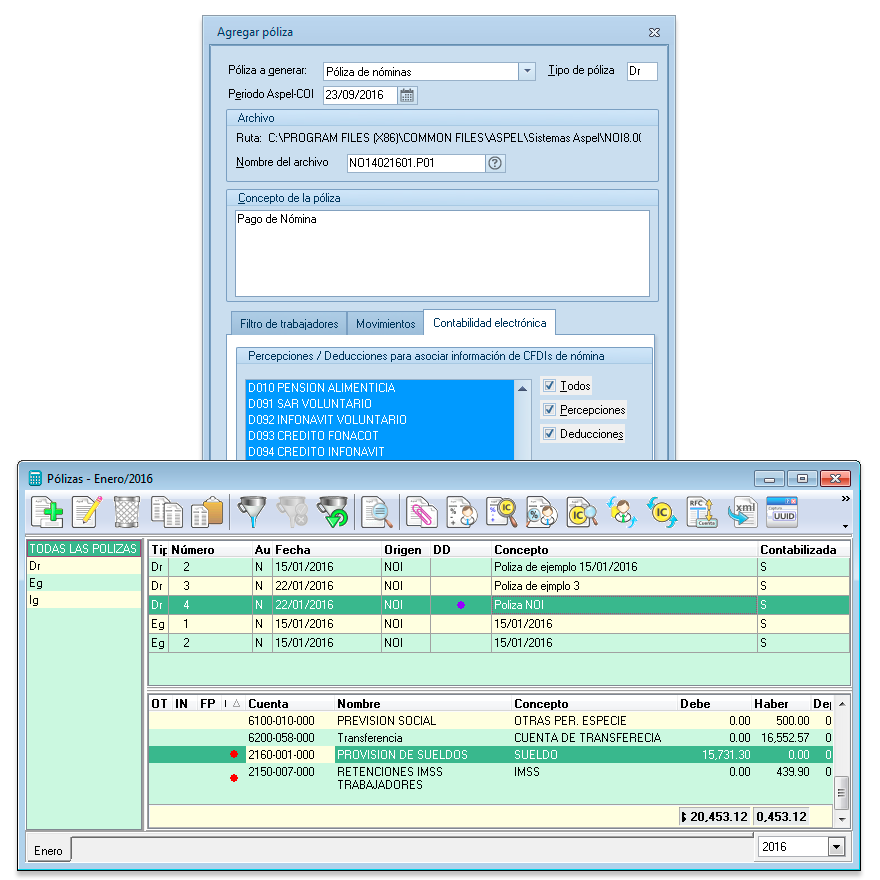 Agregar póliza
Póliza a generar: Póliza de nóminas Tipo de póliza Dr
Periodo Aspel-COI 23/09/2016
Archivo
Ruta: C:\PROGRAM FILES (X86)\COMMON FILES\ASPEL\Sistemas Aspel\NOI8.00
Nombre del archivo NO14021601.P01
Concepto de la póliza
Pago de Nómina
Filtro de trabajadores Movimientos Contabilidad electrónica
Percepciones / Deducciones para asociar información de CFDIs de nómina
D010 PENSION ALIMENTICIA Todos
D091 SAR VOLUNTARIO
D092 INFONAVIT VOLUNTARIO Percepciones
D093 CREDITO FONACOT Deducciones
D094 CREDITO INFONAVIT
Pólizas - Enero/2016
IC IC IC RFC Cuenta xml UUID
TODAS LAS POLIZAS
Dr
Eg
Ig
Tip Número Au Fecha Origen DD Concepto Contabilizada
Dr 2 N 15/01/2016 NOI Poliza de ejemplo 15/01/2016 S
Dr 3 N 22/01/2016 NOI Poliza de ejmplo 3 S
Dr 4 N 22/01/2016 NOI Poliza NOI S
Eg 1 N 15/01/2016 NOI 15/01/2016 S
Eg 2 N 15/01/2016 NOI 15/01/2016 S
OT IN FP I Cuenta Nombre Concepto Debe Haber Dep
6100-010-000 PREVISION SOCIAL OTRAS PER. ESPECIE 0.00 500.00 0
6200-058-000 Transferencia CUENTA DE TRANSFERECIA 0.00 16,552.57 0
2160-001-000 PROVISION DE SUELDOS SUELDO 15,731.30 0.00 0
2150-007-000 RETENCIONES IMSS IMSS 0.00 439.90 0
TRABAJADORES
20,453.12 0,453.12
Enero 2016